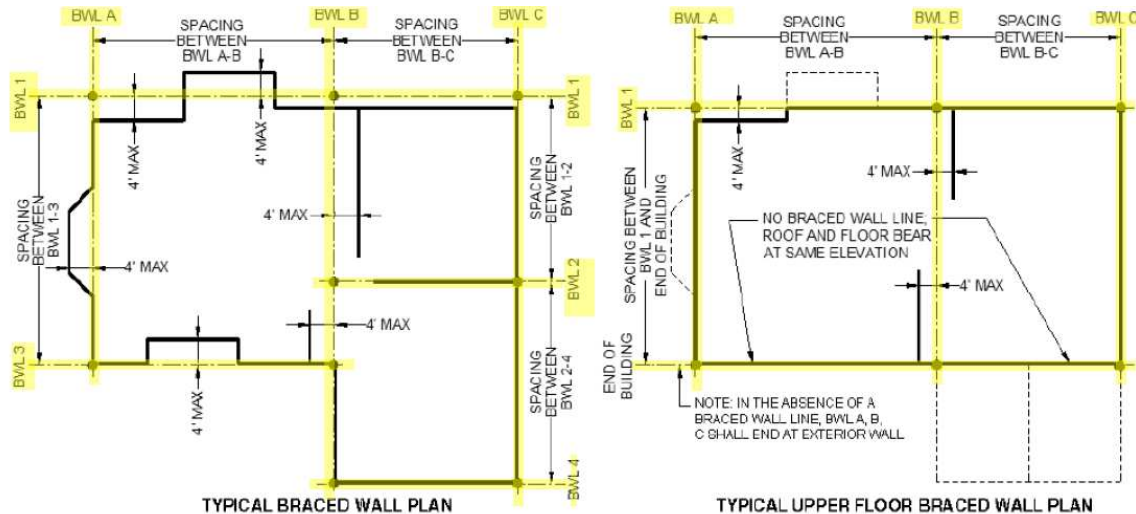 BWL A
BWL B
BWL C
SPACING
BETWEEN
BWL A-B
SPACING
BETWEEN
BWL B-C
BWL 1
BWL 1
4' MAX
4' MAX
SPACING
BETWEEN
BWL 1-3
4' MAX
4' MAX
SPACING
BETWEEN
BWL 1-2
BWL 2
4' MAX
BWL 3
4' MAX
SPACING
BETWEEN
BWL 2-4
BWL 4
TYPICAL BRACED WALL PLAN
BWL A
BWL B
BWL C
SPACING
BETWEEN
BWL A-B
SPACING
BETWEEN
BWL B-C
BWL 1
4' MAX
4' MAX
SPACING BETWEEN
BWL 1 AND
END OF BUILDING
NO BRACED WALL LINE,
ROOF AND FLOOR BEAR
AT SAME ELEVATION
4' MAX
END OF
BUILDING
NOTE: IN THE ABSENCE OF A
BRACED WALL LINE, BWL A, B,
C SHALL END AT EXTERIOR WALL
TYPICAL UPPER FLOOR BRACED WALL PLAN